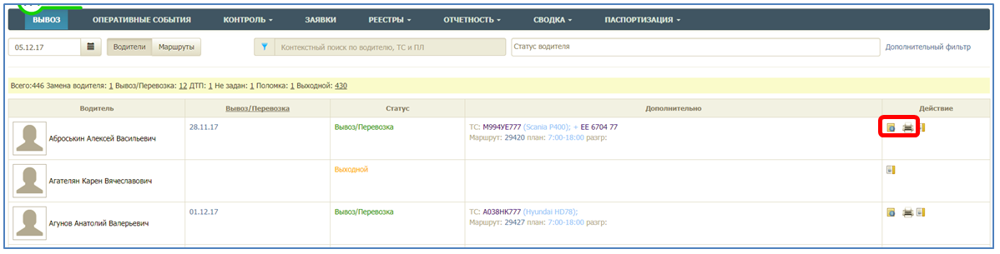 ВЫВОЗ ОПЕРАТИВНЫЕ СОБЫТИЯ КОНТРОЛЬ ЗАЯВКИ РЕЕСТРЫ ОТЧЕТНОСТЬ СВОДКА ПАСПОРТИЗАЦИЯ
05.12.17 Водители Маршруты Контекстный поиск по водителю, ТС и ПЛ Статус водителя Дополнительный фильтр
Всего:446 Замена водителя: 1 Вывоз/Перевозка: 12 ДТП: 1 Не задан: 1 Поломка: 1 Выходной: 430
Водитель Вывоз/Перевозка Статус Дополнительно Действие
Аброськин Алексей Васильевич 28.11.17 Вывоз/Перевозка ТС: М994УЕ777 (Scania P400); + ЕЕ 6704 77
Маршрут: 29420 план: 7:00-18:00 разгр:
Агателян Карен Вячеславович Выходной
Агунов Анатолий Валерьевич 01.12.17 Вывоз/Перевозка ТС: А038НК777 (Hyundai HD78);
Маршрут: 29427 план: 7:00-18:00 разгр: